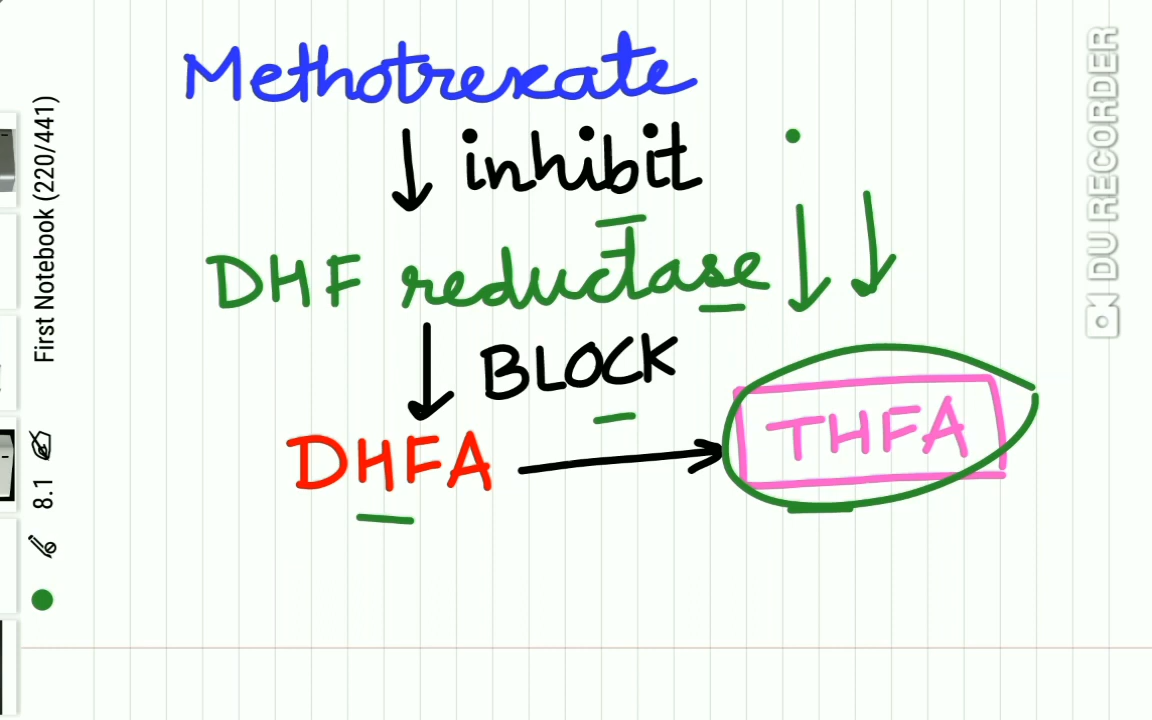 Methotrexate
↓ inhibit
DHF reductase ↓ ↓
↓ BLOCK
DHFA → THFA
First Notebook (220/441)
8.1
DU RECORDER